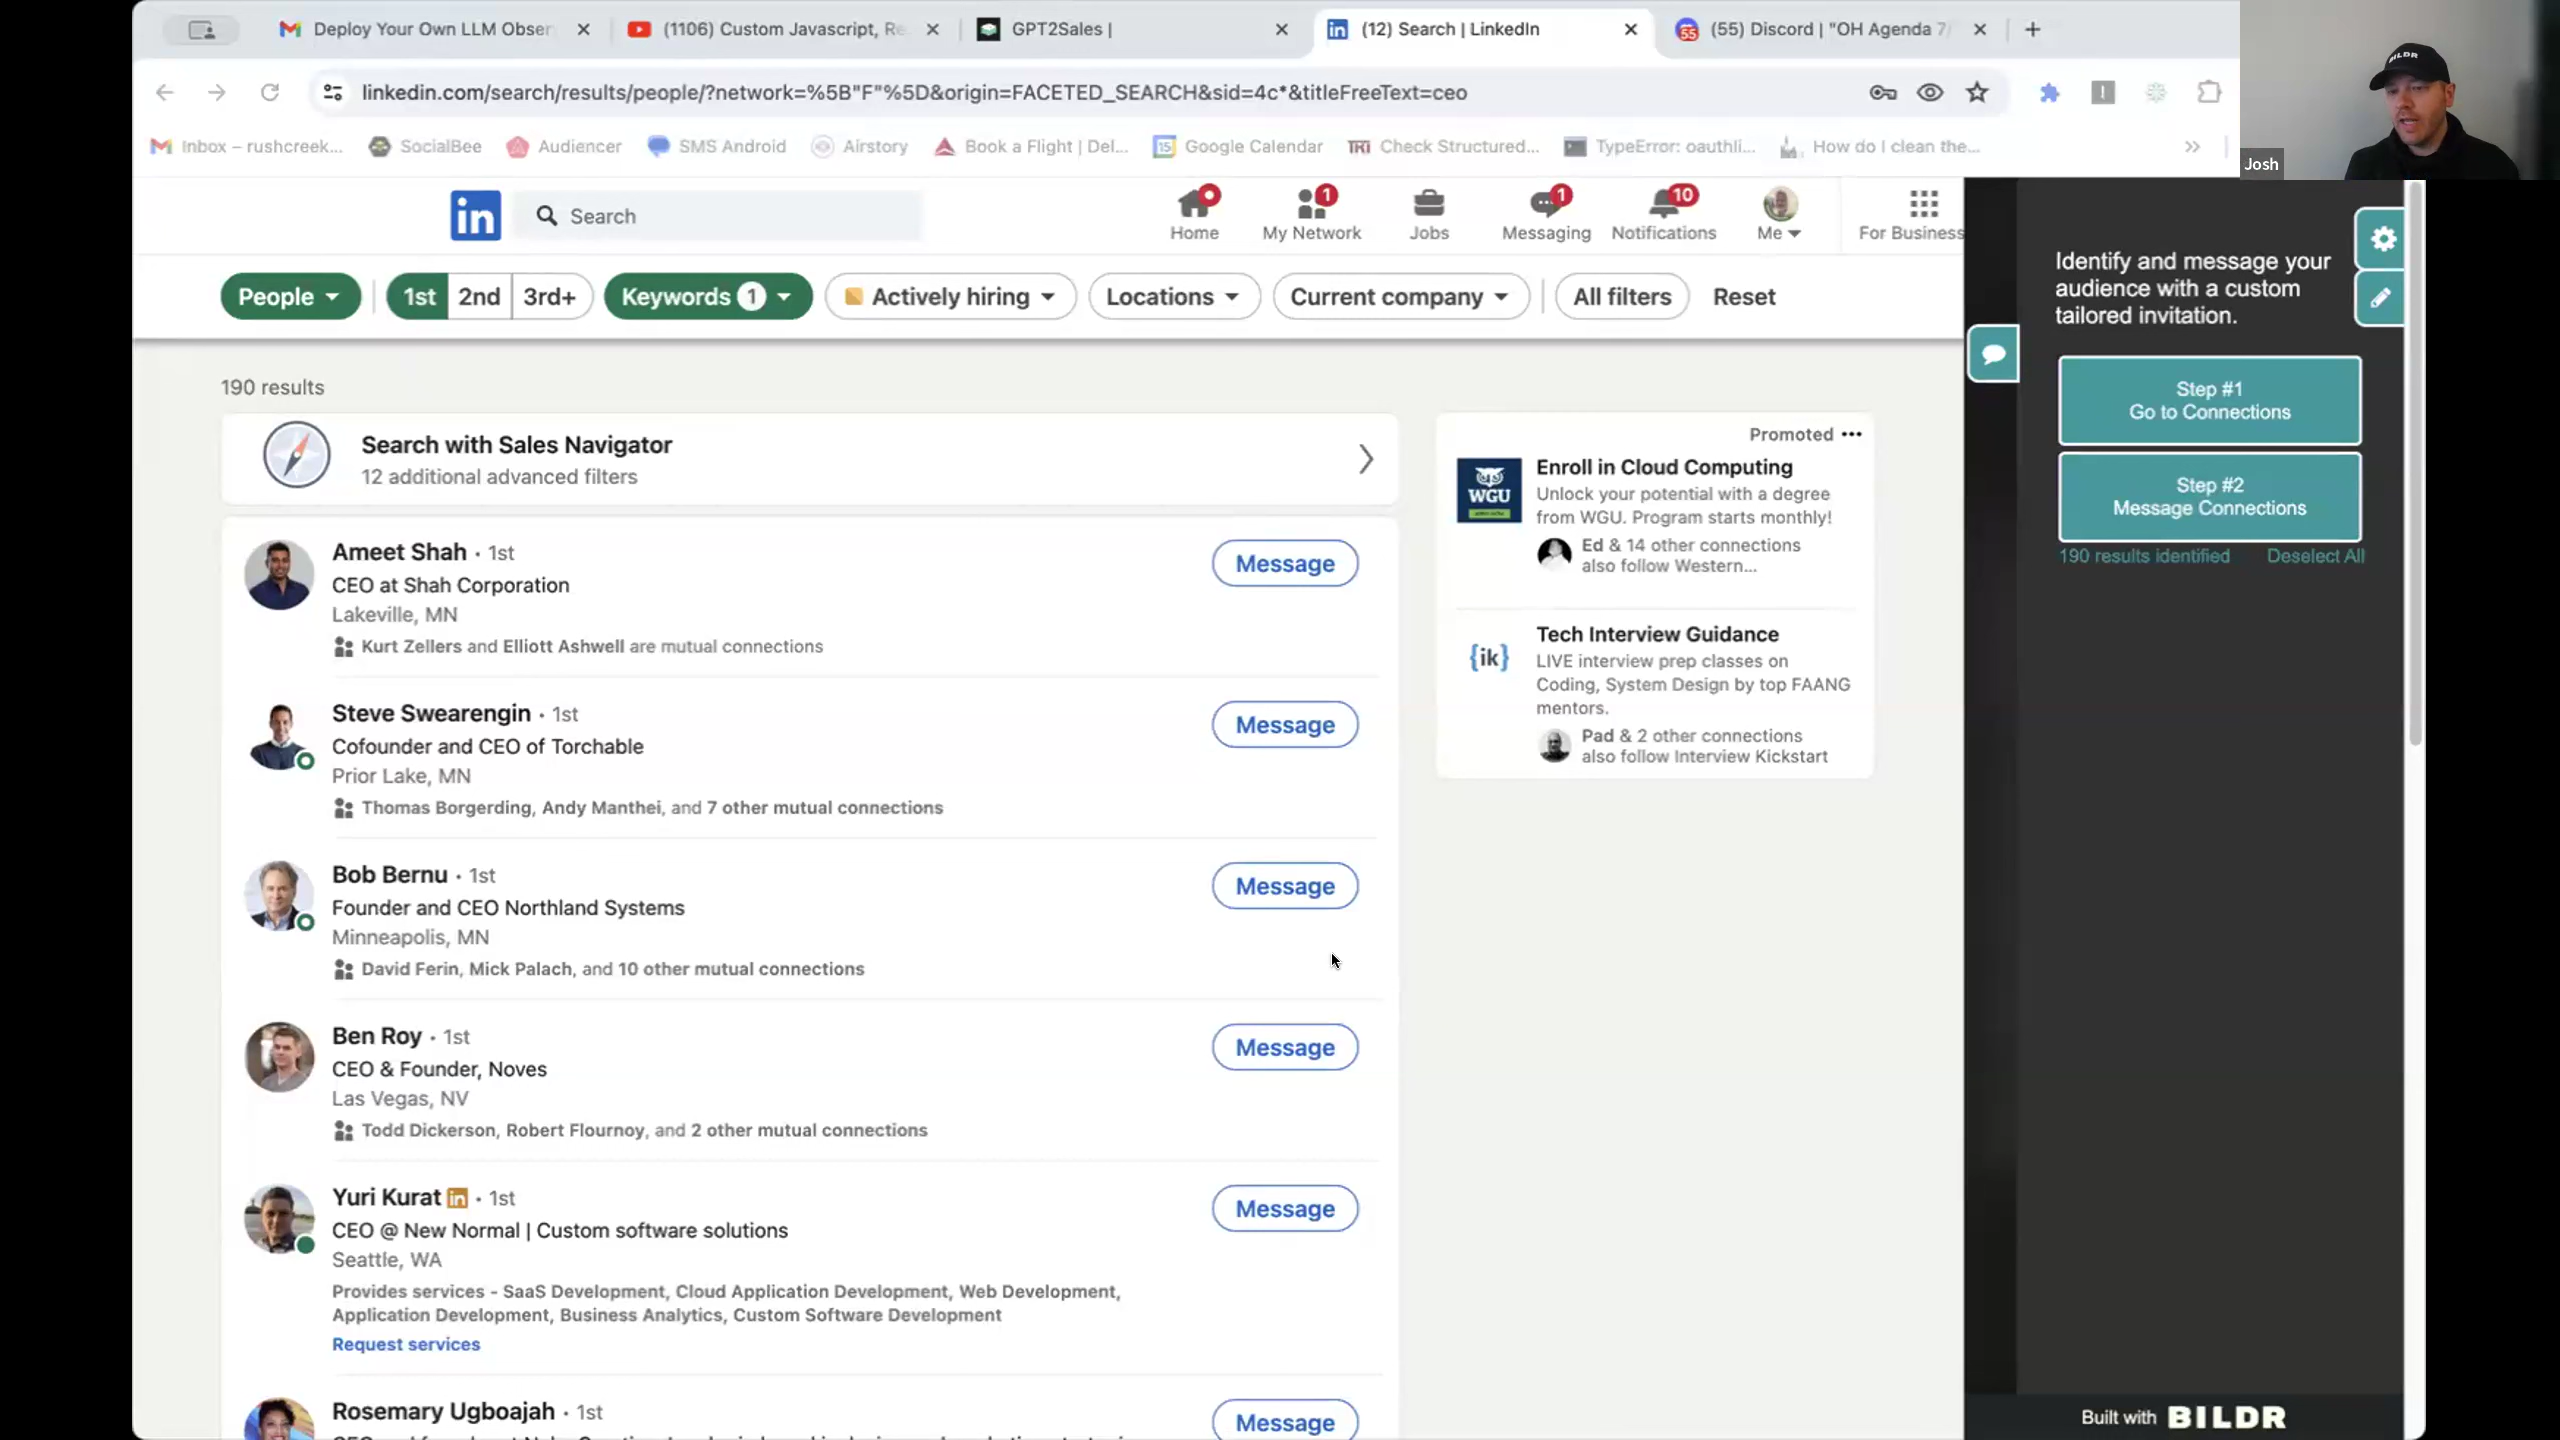 Deploy Your Own LLM Obser
(1106) Custom Javascript, Re
GPT2Sales |
(12) Search | LinkedIn
(55) Discord | "OH Agenda 7/
linkedin.com/search/results/people/?network=%5B"F"%5D&origin=FACETED_SEARCH&sid=4c*&titleFreeText=ceo
BILDR
Josh
Inbox – rushcreek...
SocialBee
Audiencer
SMS Android
Airstory
Book a Flight | Del...
15
Google Calendar
TRI
Check Structured...
TypeError: oauthli...
How do I clean the...
in
Search
Home
1
My Network
Jobs
1
Messaging
10
Notifications
Me
For Business
People
1st
2nd
3rd+
Keywords 1
Actively hiring
Locations
Current company
All filters
Reset
190 results
Search with Sales Navigator
12 additional advanced filters
Ameet Shah · 1st
CEO at Shah Corporation
Lakeville, MN
Kurt Zellers and Elliott Ashwell are mutual connections
Message
Steve Swearengin · 1st
Cofounder and CEO of Torchable
Prior Lake, MN
Thomas Borgerding, Andy Manthei, and 7 other mutual connections
Message
Bob Bernu · 1st
Founder and CEO Northland Systems
Minneapolis, MN
David Ferin, Mick Palach, and 10 other mutual connections
Message
Ben Roy · 1st
CEO & Founder, Noves
Las Vegas, NV
Todd Dickerson, Robert Flournoy, and 2 other mutual connections
Message
Yuri Kurat in · 1st
CEO @ New Normal | Custom software solutions
Seattle, WA
Provides services - SaaS Development, Cloud Application Development, Web Development,
Application Development, Business Analytics, Custom Software Development
Request services
Message
Rosemary Ugboajah · 1st
Message
Promoted
WGU
Enroll in Cloud Computing
Unlock your potential with a degree
from WGU. Program starts monthly!
Ed & 14 other connections
also follow Western...
{ik}
Tech Interview Guidance
LIVE interview prep classes on
Coding, System Design by top FAANG
mentors.
Pad & 2 other connections
also follow Interview Kickstart
Identify and message your
audience with a custom
tailored invitation.
Step #1
Go to Connections
Step #2
Message Connections
190 results identified
Deselect All
Built with BILDR